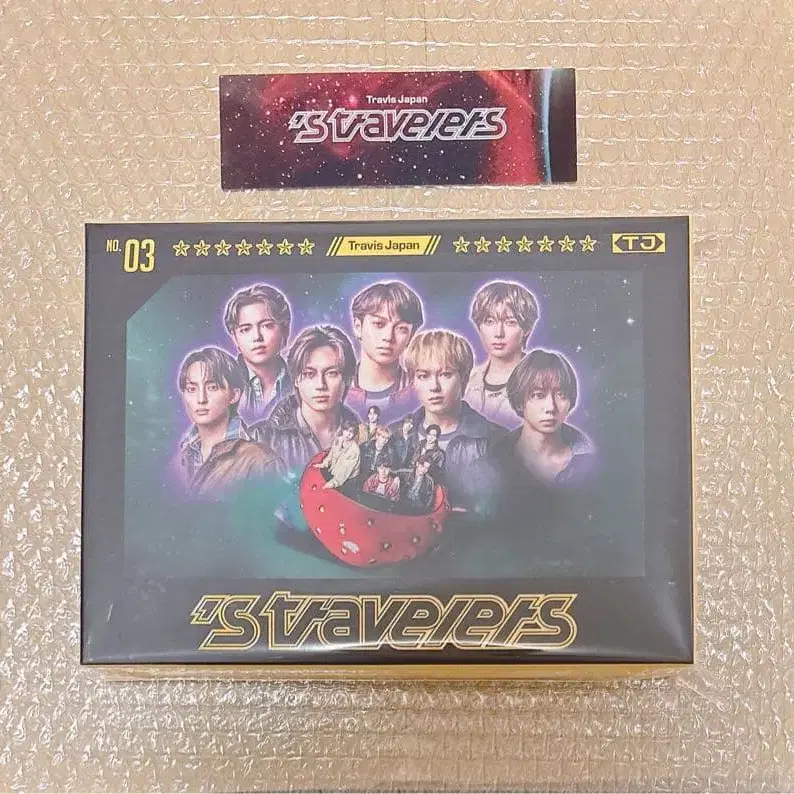 Travis Japan
's travelers
NO. 03 Travis Japan TJ
's travelers